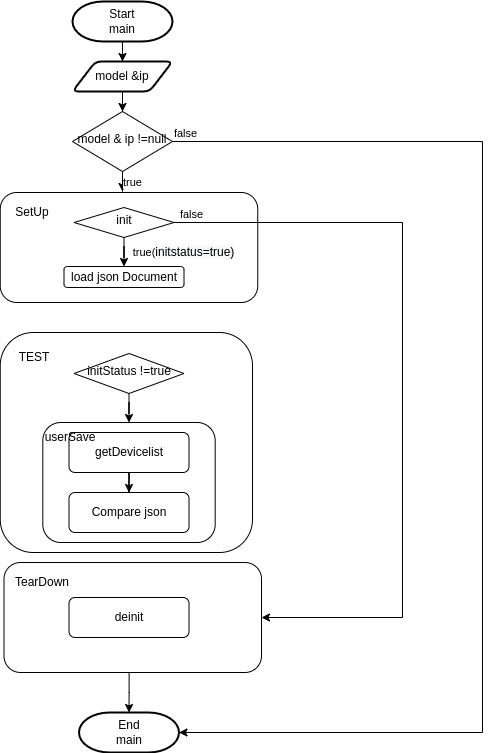 Start
main
model &ip
model & ip !=null
false
true
SetUp
init
false
true(initstatus=true)
load json Document
TEST
initStatus !=true
userSave
getDevicelist
Compare json
TearDown
deinit
End
main